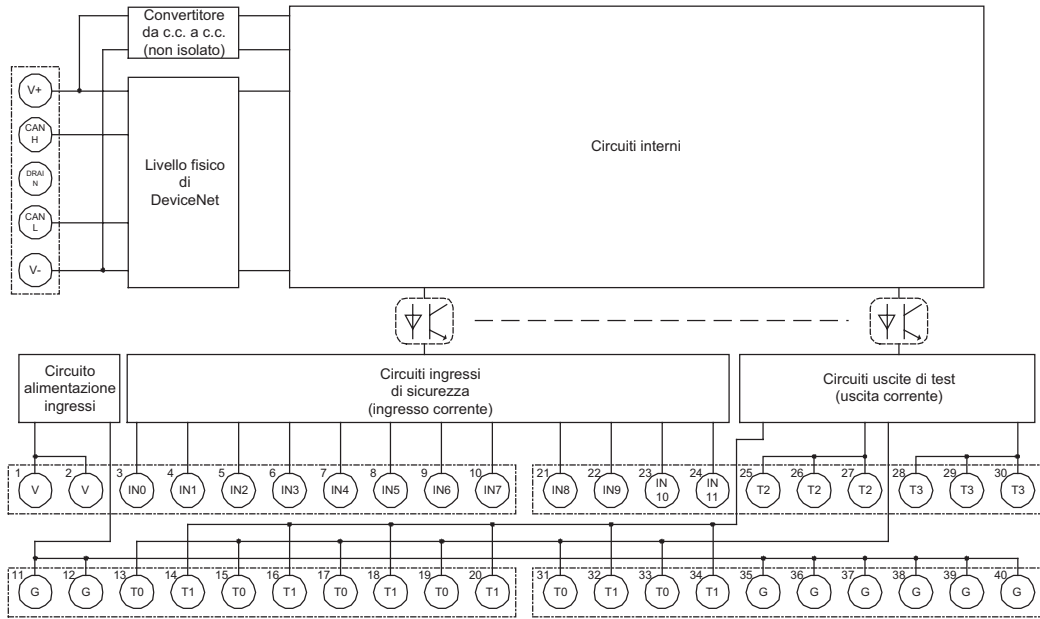 Convertitore
da c.c. a c.c.
(non isolato)
V+
CAN
H
DRAI
N
CAN
L
V-
Livello fisico
di
DeviceNet
Circuiti interni
Circuito
alimentazione
ingressi
Circuiti ingressi
di sicurezza
(ingresso corrente)
Circuiti uscite di test
(uscita corrente)
1 2 3 4 5 6 7 8 9 10 21 22 23 24 25 26 27 28 29 30
V V IN0 IN1 IN2 IN3 IN4 IN5 IN6 IN7 IN8 IN9 IN 10 IN 11 T2 T2 T2 T3 T3 T3
11 12 13 14 15 16 17 18 19 20 31 32 33 34 35 36 37 38 39 40
G G T0 T1 T0 T1 T0 T1 T0 T1 T0 T1 T0 T1 G G G G G G